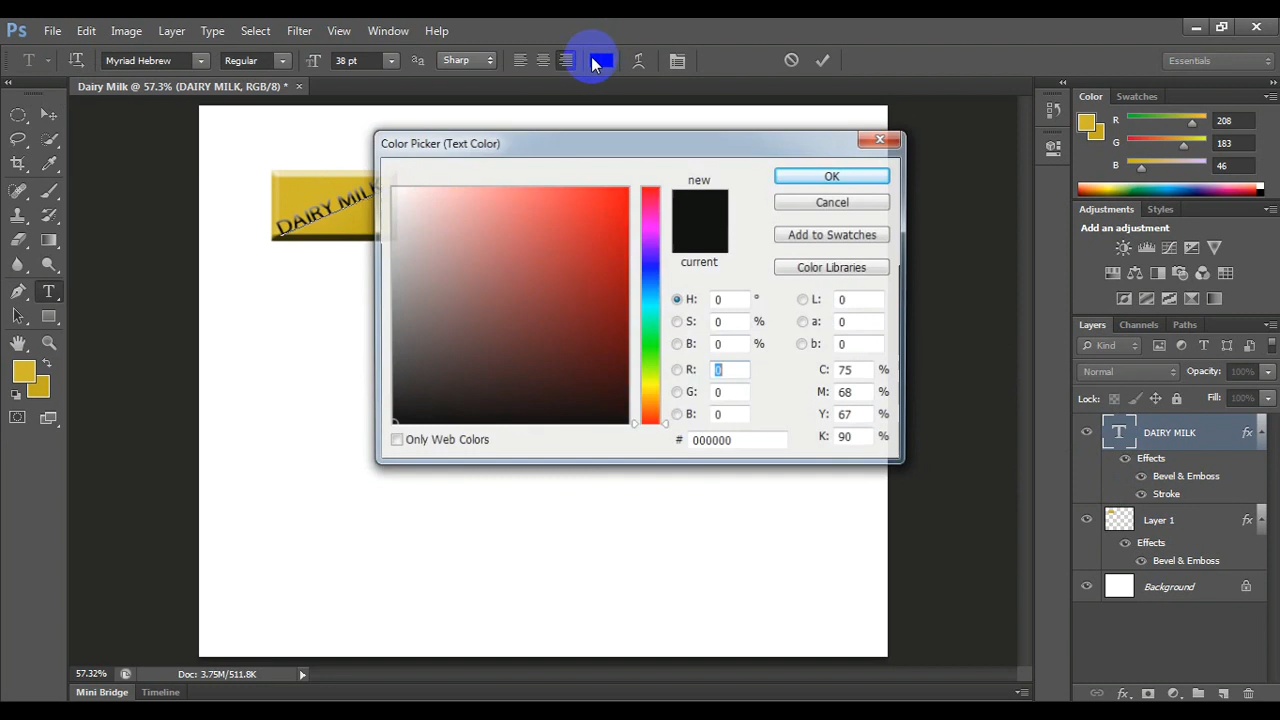 Ps File Edit Image Layer Type Select Filter View Window Help
T Myriad Hebrew Regular 38 pt aa Sharp Essentials
Dairy Milk @ 57.3% (DAIRY MILK, RGB/8) * ×
Color Swatches
R 208
G 183
B 46
Adjustments Styles
Add an adjustment
Layers Channels Paths
Kind
Normal Opacity: 100%
Lock: Fill: 100%
T DAIRY MILK fx
Effects
Bevel & Emboss
Stroke
Layer 1 fx
Effects
Bevel & Emboss
Background
DAIRY MILK
Color Picker (Text Color)
new
current
OK
Cancel
Add to Swatches
Color Libraries
H: 0 ° L: 0
S: 0 % a: 0
B: 0 % b: 0
R: 0 C: 75 %
G: 0 M: 68 %
B: 0 Y: 67 %
# 000000 K: 90 %
Only Web Colors
57.32% Doc: 3.75M/511.8K
Mini Bridge Timeline